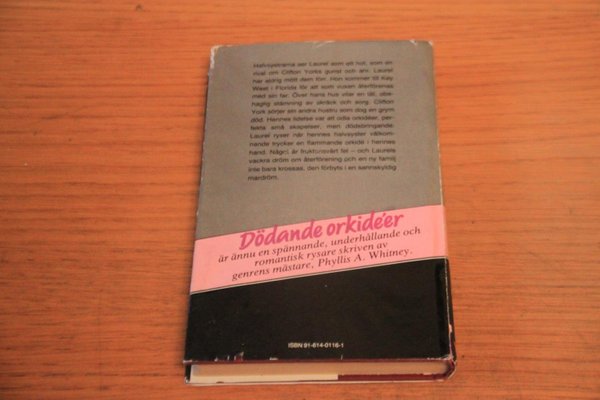 Halvsystrarna ser Laurel som ett hot, som en
rival om Clifton Yorks gunst och arv. Laurel
har aldrig mött dem förr. Hon kommer till Key
West i Florida för att som vuxen återförenas
med sin far. Över hans hus vilar en tät, obe-
haglig stämning av skräck och sorg. Clifton
York sörjer sin andra hustru som dog en grym
död. Hennes lidelse var att odla orkidéer, per-
fekta små skapelser, men dödsbringande.
Laurel ryser när hennes halvsyster välkom-
nande trycker en flammande orkidé i hennes
hand. Något är fruktansvärt fel – och Laurels
vackra dröm om återförening och en ny familj
inte bara krossas, den förbyts i en sannskyldig
mardröm.
Dödande orkidéer
är ännu en spännande, underhållande och
romantisk rysare skriven av
genrens mästare, Phyllis A. Whitney.
ISBN 91-614-0116-1